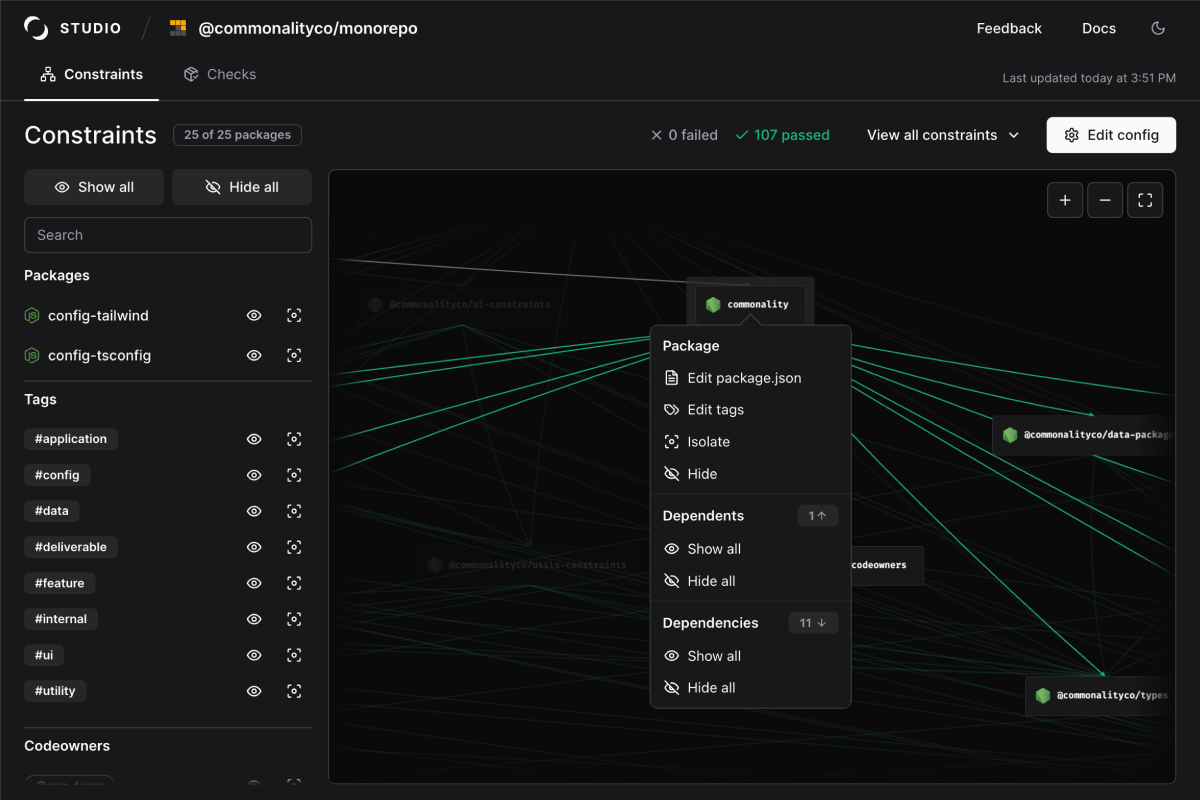 STUDIO
@commonalityco/monorepo
Feedback
Docs
Constraints
Checks
Last updated today at 3:51 PM
Constraints
25 of 25 packages
0 failed
107 passed
View all constraints
Edit config
Show all
Hide all
Search
Packages
config-tailwind
config-tsconfig
Tags
#application
#config
#data
#deliverable
#feature
#internal
#ui
#utility
Codeowners
@commonalityco/ui-constraints
commonality
Package
Edit package.json
Edit tags
Isolate
Hide
Dependents
1
Show all
Hide all
Dependencies
11
Show all
Hide all
@commonalityco/data-package
@commonalityco/utils-constraints
codeowners
@commonalityco/types